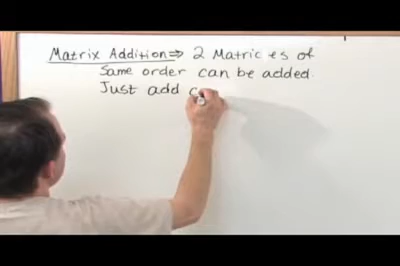 Matrix Addition ⇒ 2 Matrices of
Same order can be added.
Just add